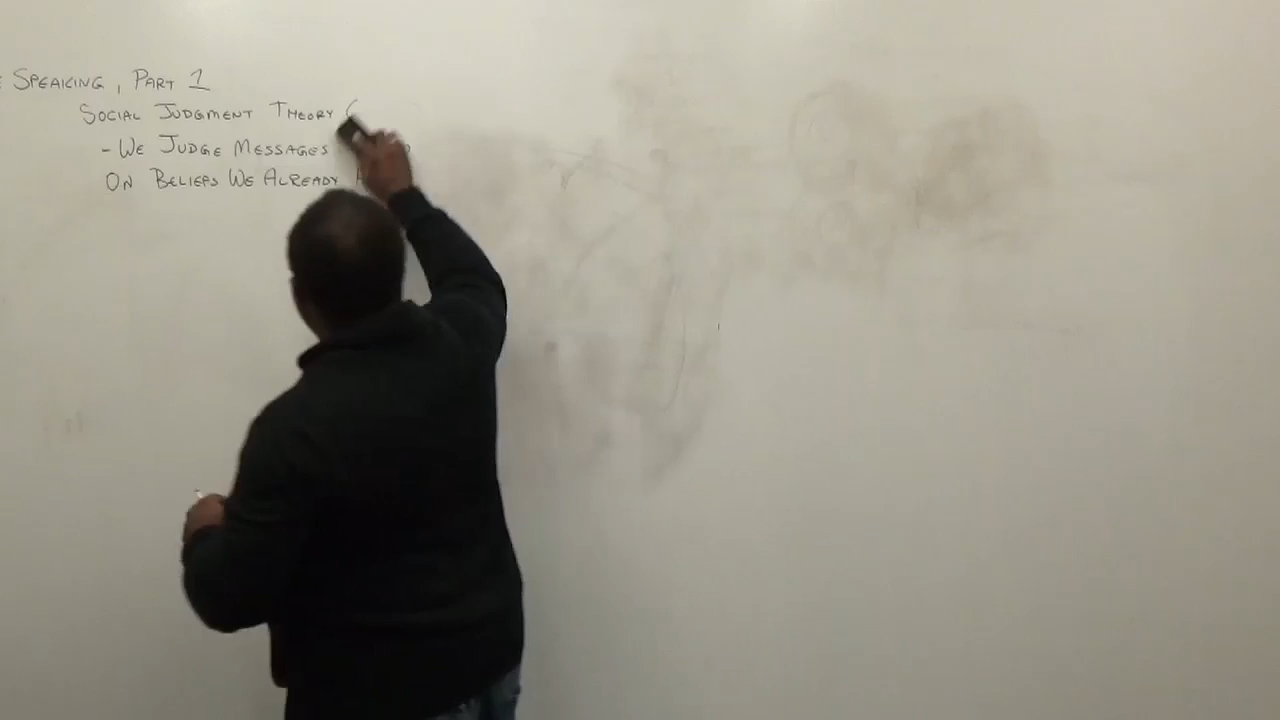 SPEAKING, PART 1
SOCIAL JUDGMENT THEORY (
- WE JUDGE MESSAGES
ON BELIEFS WE ALREADY